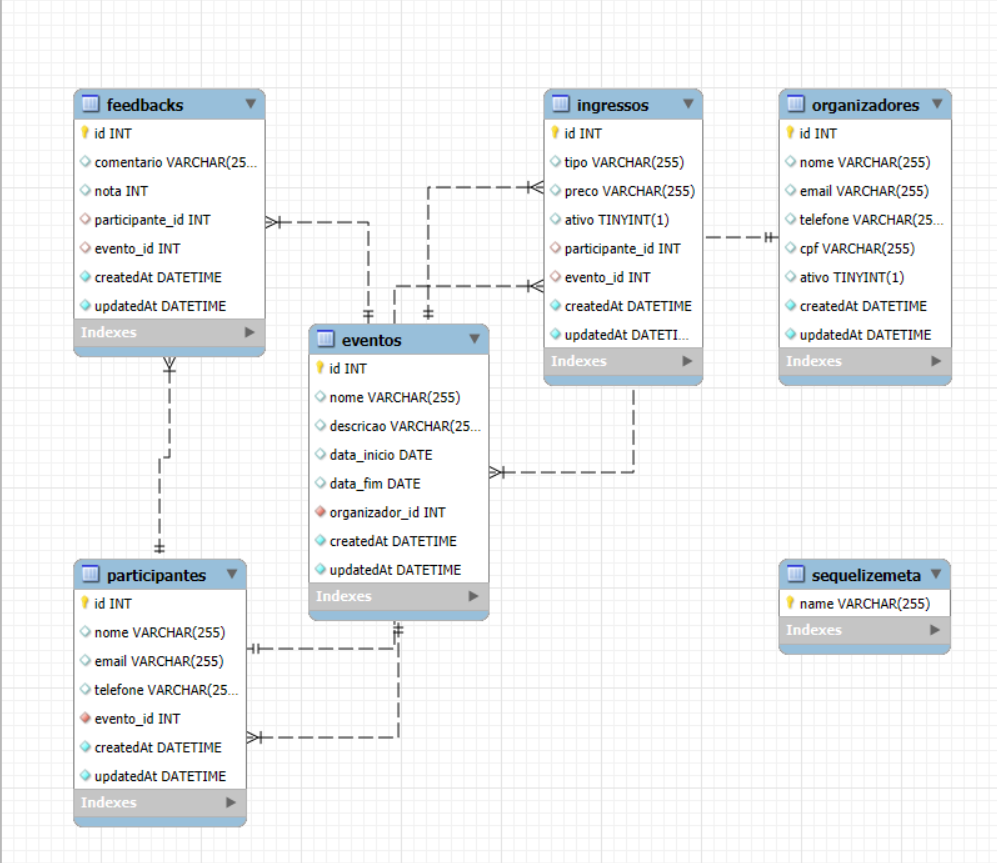 feedbacks
id INT
comentario VARCHAR(25...
nota INT
participante_id INT
evento_id INT
createdAt DATETIME
updatedAt DATETIME
Indexes
ingressos
id INT
tipo VARCHAR(255)
preco VARCHAR(255)
ativo TINYINT(1)
participante_id INT
evento_id INT
createdAt DATETIME
updatedAt DATETI...
Indexes
organizadores
id INT
nome VARCHAR(255)
email VARCHAR(255)
telefone VARCHAR(25...
cpf VARCHAR(255)
ativo TINYINT(1)
createdAt DATETIME
updatedAt DATETIME
Indexes
eventos
id INT
nome VARCHAR(255)
descricao VARCHAR(25...
data_inicio DATE
data_fim DATE
organizador_id INT
createdAt DATETIME
updatedAt DATETIME
Indexes
participantes
id INT
nome VARCHAR(255)
email VARCHAR(255)
telefone VARCHAR(25...
evento_id INT
createdAt DATETIME
updatedAt DATETIME
Indexes
sequelizemeta
name VARCHAR(255)
Indexes